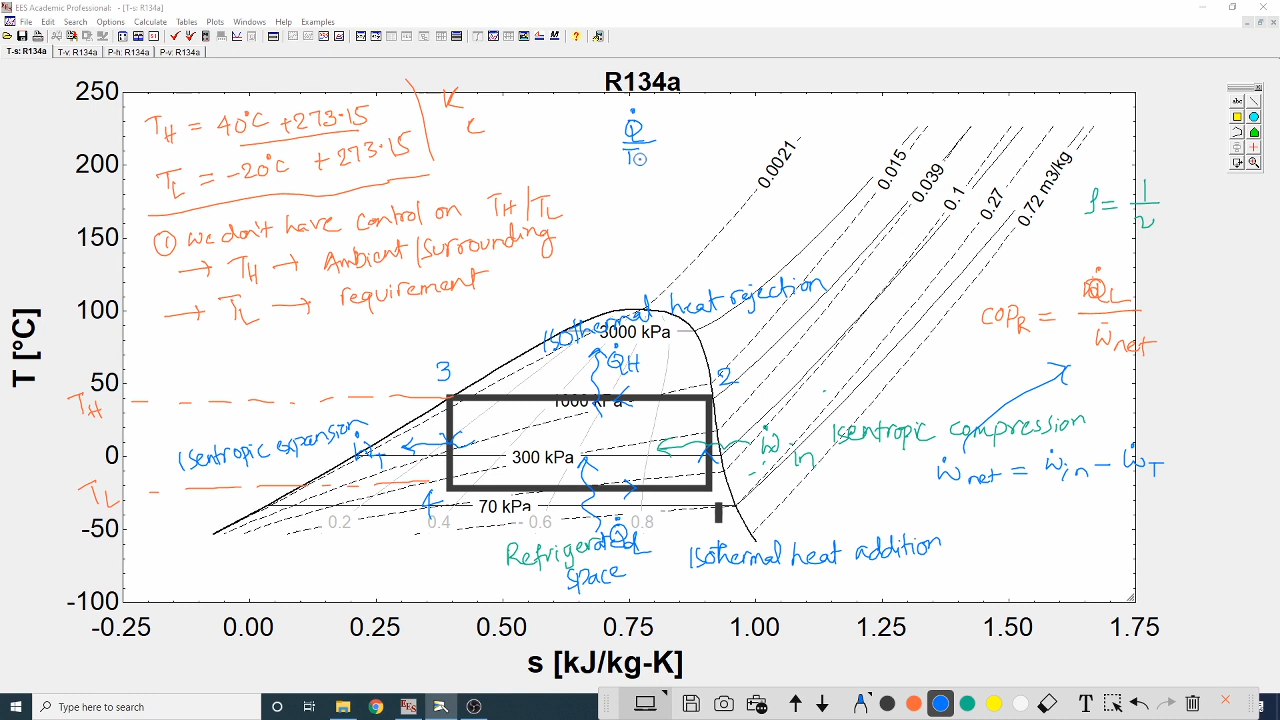 EES Academic Professional: - [T-s: R134a]
File Edit Search Options Calculate Tables Plots Windows Help Examples
T-s: R134a T-v: R134a P-h: R134a P-v: R134a
R134a
250
200
150
100
50
0
-50
-100
T [°C]
-0.25 0.00 0.25 0.50 0.75 1.00 1.25 1.50 1.75
s [kJ/kg-K]
T_H = 40°C + 273.15
T_L = -20°C + 273.15
K
① We don't have control on T_H/T_L
→ T_H → Ambient/Surrounding
→ T_L → requirement
0.0021
0.015
0.039
0.1
0.27
0.72 m3/kg
ρ = 1/v
COP_R = Q̇_L / Ẇ_net
Isothermal heat rejection
3000 kPa
Q̇_H
3
2
T_H
1000 kPa
Isentropic expansion
Ẇ_T
300 kPa
Ẇ_in
Isentropic compression
Ẇ_net = Ẇ_in - Ẇ_T
T_L
4
70 kPa
0.2 0.4 0.6 0.8
1
Q̇_L
Refrigerated
space
Isothermal heat addition
abc
Type here to search
EES
T